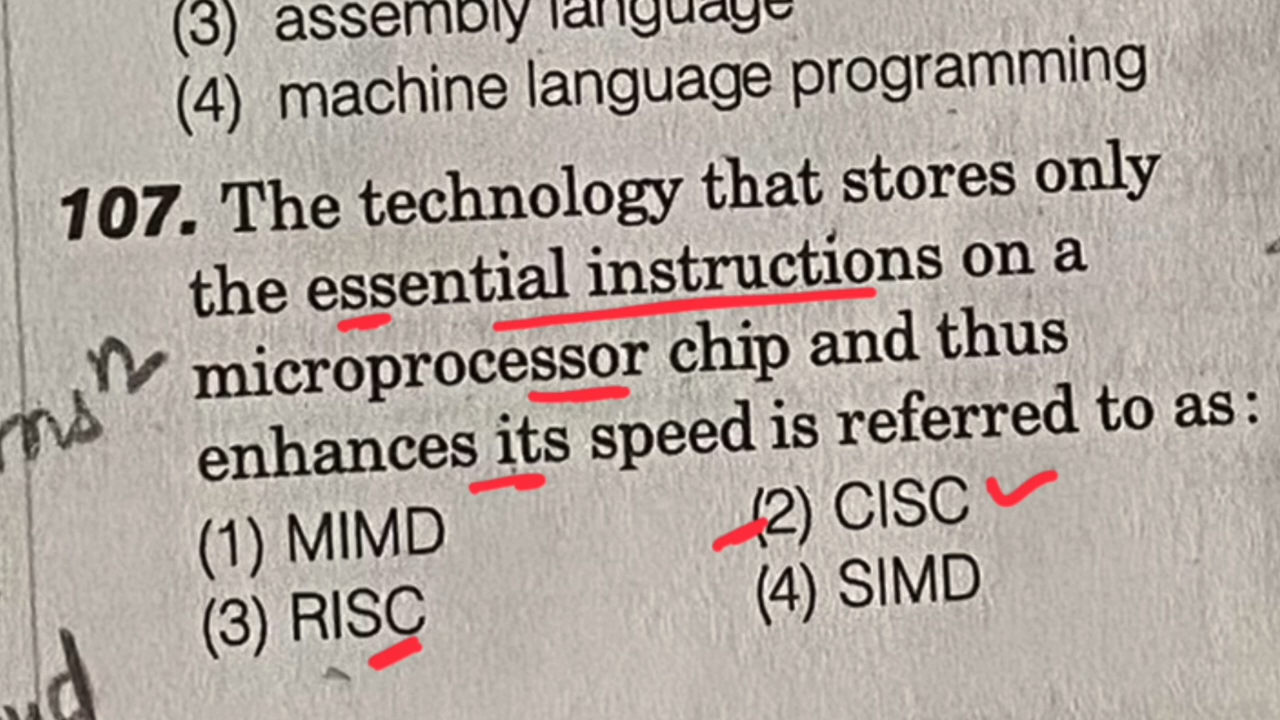 (3) assembly language
(4) machine language programming
107. The technology that stores only
the essential instructions on a
microprocessor chip and thus
enhances its speed is referred to as:
(1) MIMD (2) CISC
(3) RISC (4) SIMD